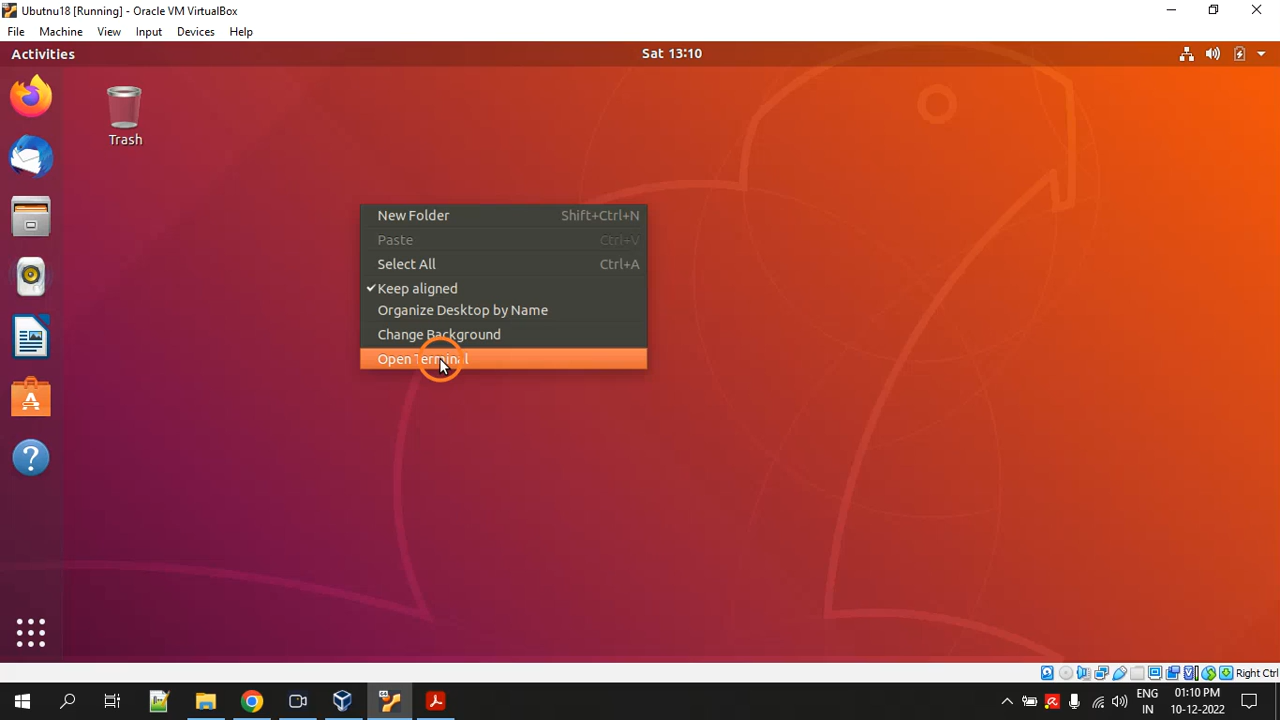 Ubutnu18 [Running] - Oracle VM VirtualBox
File Machine View Input Devices Help
Activities Sat 13:10
Trash
New Folder Shift+Ctrl+N
Paste Ctrl+V
Select All Ctrl+A
Keep aligned
Organize Desktop by Name
Change Background
Open Terminal
Right Ctrl
ENG 01:10 PM
IN 10-12-2022